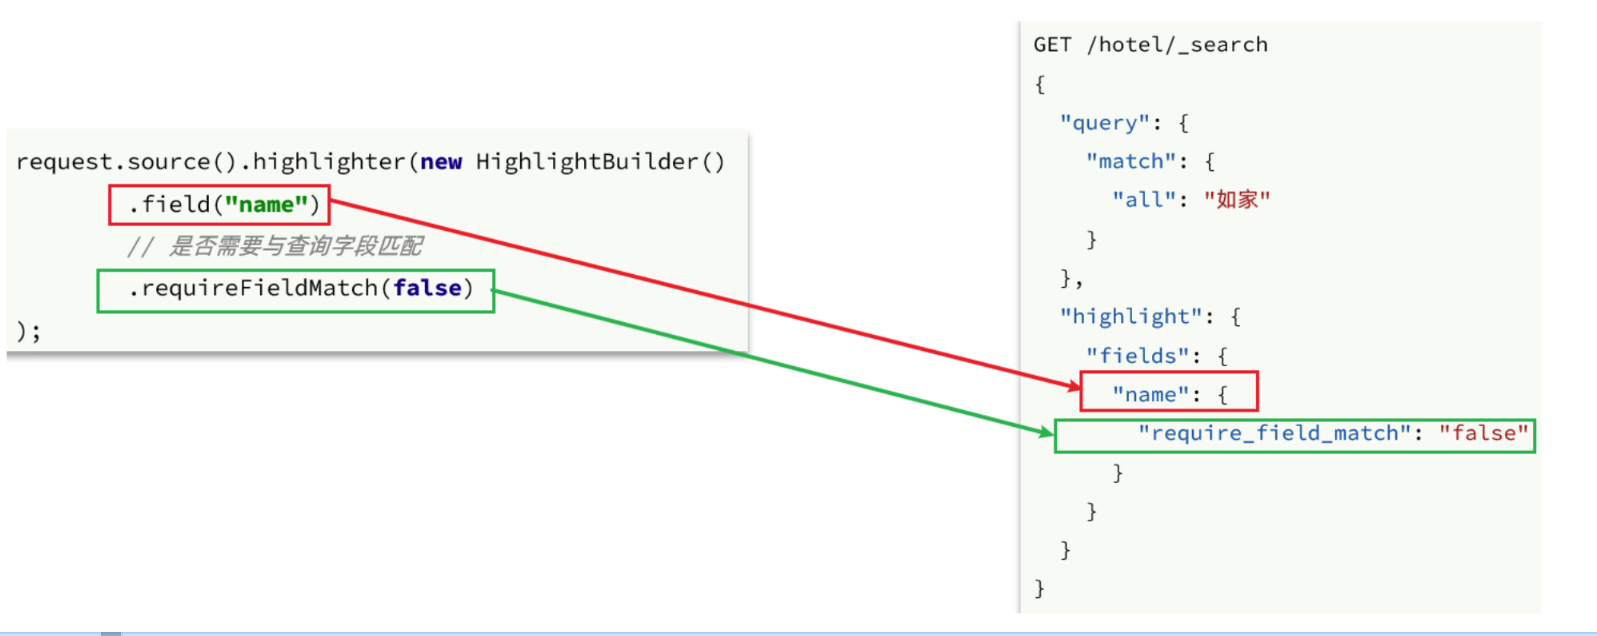 request.source().highlighter(new HighlightBuilder()
.field("name")
// 是否需要与查询字段匹配
.requireFieldMatch(false)
);
GET /hotel/_search
{
"query": {
"match": {
"all": "如家"
}
},
"highlight": {
"fields": {
"name": {
"require_field_match": "false"
}
}
}
}